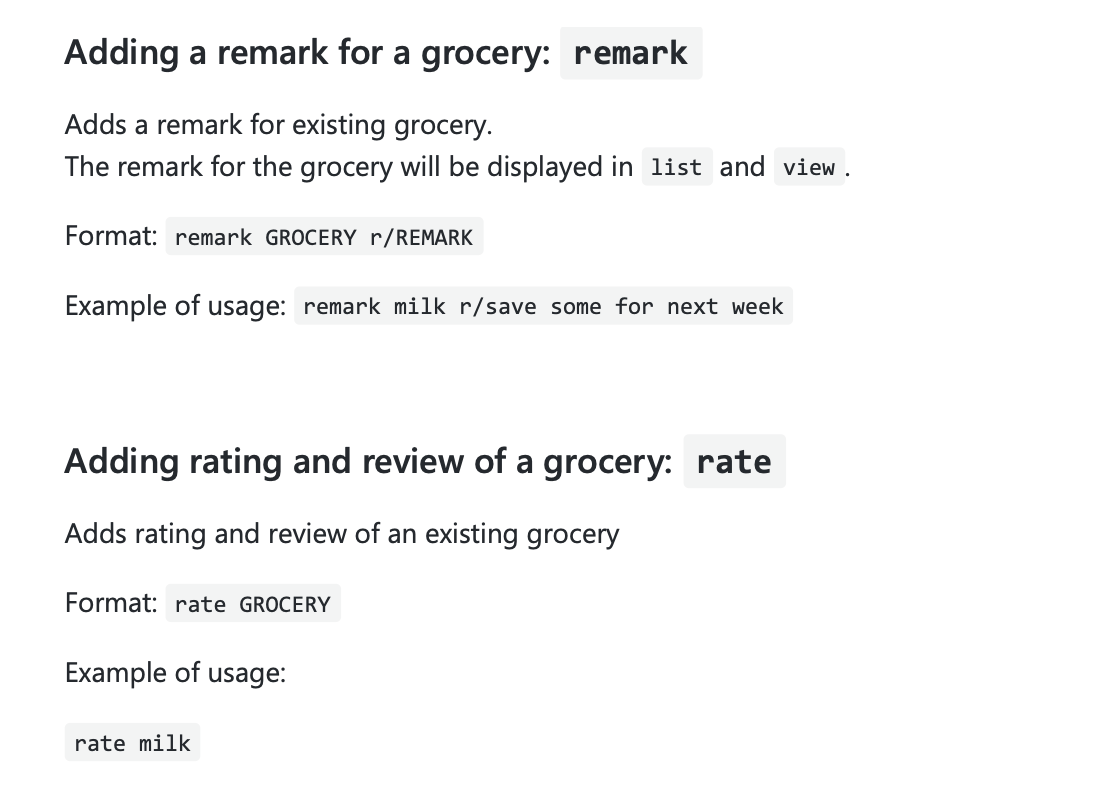 Adding a remark for a grocery: remark
Adds a remark for existing grocery.
The remark for the grocery will be displayed in list and view.
Format: remark GROCERY r/REMARK
Example of usage: remark milk r/save some for next week
Adding rating and review of a grocery: rate
Adds rating and review of an existing grocery
Format: rate GROCERY
Example of usage:
rate milk